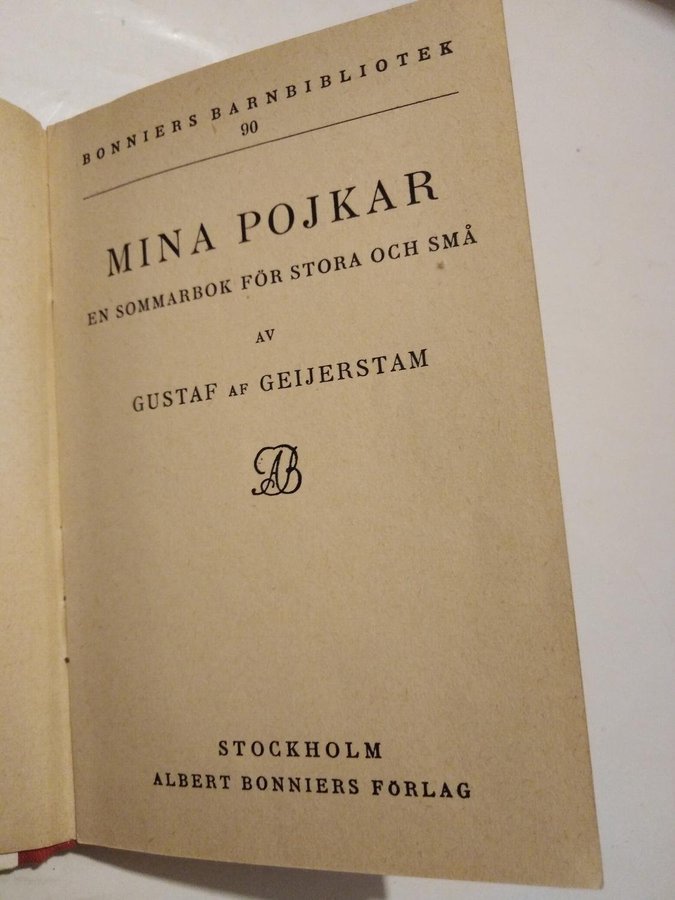 BONNIERS BARNBIBLIOTEK
90
MINA POJKAR
EN SOMMARBOK FÖR STORA OCH SMÅ
AV
GUSTAF AF GEIJERSTAM
AB
STOCKHOLM
ALBERT BONNIERS FÖRLAG